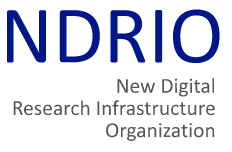 NDRIO
New Digital
Research Infrastructure
Organization